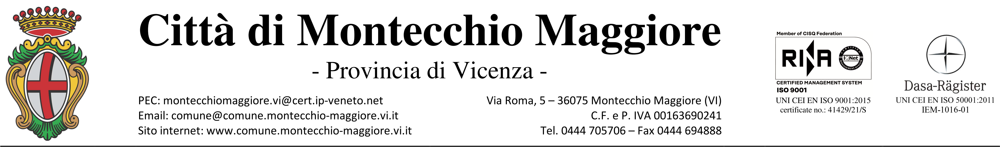 Città di Montecchio Maggiore
- Provincia di Vicenza -
PEC: montecchiomaggiore.vi@cert.ip-veneto.net
Email: comune@comune.montecchio-maggiore.vi.it
Sito internet: www.comune.montecchio-maggiore.vi.it
Via Roma, 5 – 36075 Montecchio Maggiore (VI)
C.F. e P. IVA 00163690241
Tel. 0444 705706 – Fax 0444 694888
Member of CISQ Federation
RINA
CERTIFIED
IQNet
MANAGEMENT SYSTEM
CERTIFIED MANAGEMENT SYSTEM
ISO 9001
UNI CEI EN ISO 9001:2015
certificate no.: 41429/21/S
Dasa-Rägister
UNI CEI EN ISO 50001:2011
IEM-1016-01